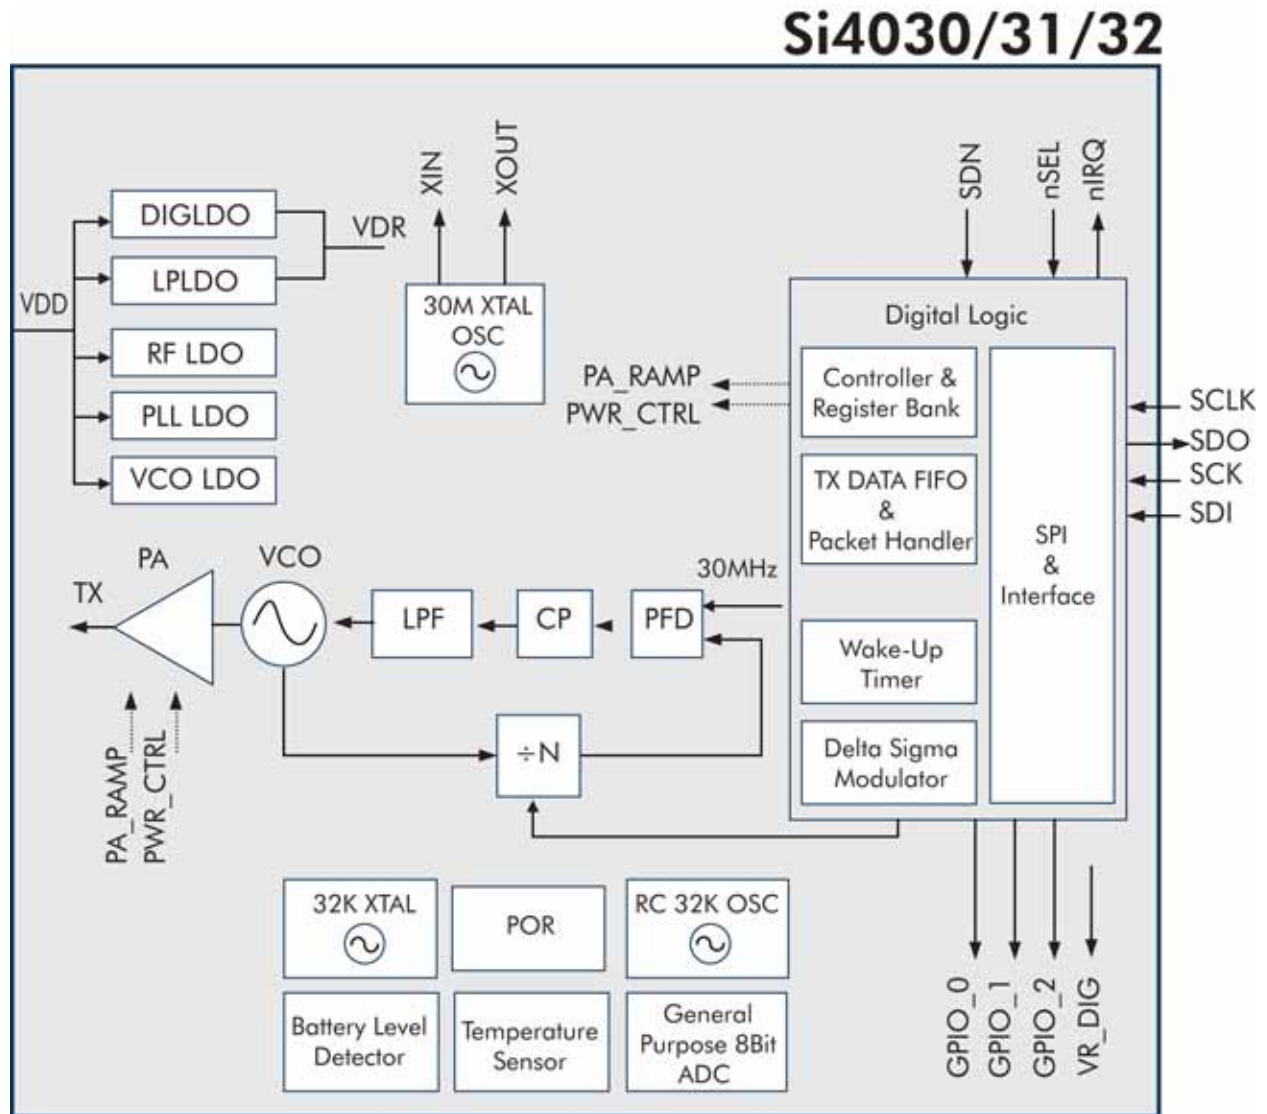 Si4030/31/32
XIN
XOUT
SDN
nSEL
nIRQ
DIGLDO
VDR
LPLDO
VDD
RF LDO
PLL LDO
VCO LDO
30M XTAL
OSC
Digital Logic
PA_RAMP
PWR_CTRL
Controller &
Register Bank
TX DATA FIFO
&
Packet Handler
SPI
&
Interface
Wake-Up
Timer
Delta Sigma
Modulator
SCLK
SDO
SCK
SDI
PA
VCO
TX
LPF
CP
PFD
30MHz
÷N
PA_RAMP
PWR_CTRL
32K XTAL
POR
RC 32K OSC
Battery Level
Detector
Temperature
Sensor
General
Purpose 8Bit
ADC
GPIO_0
GPIO_1
GPIO_2
VR_DIG